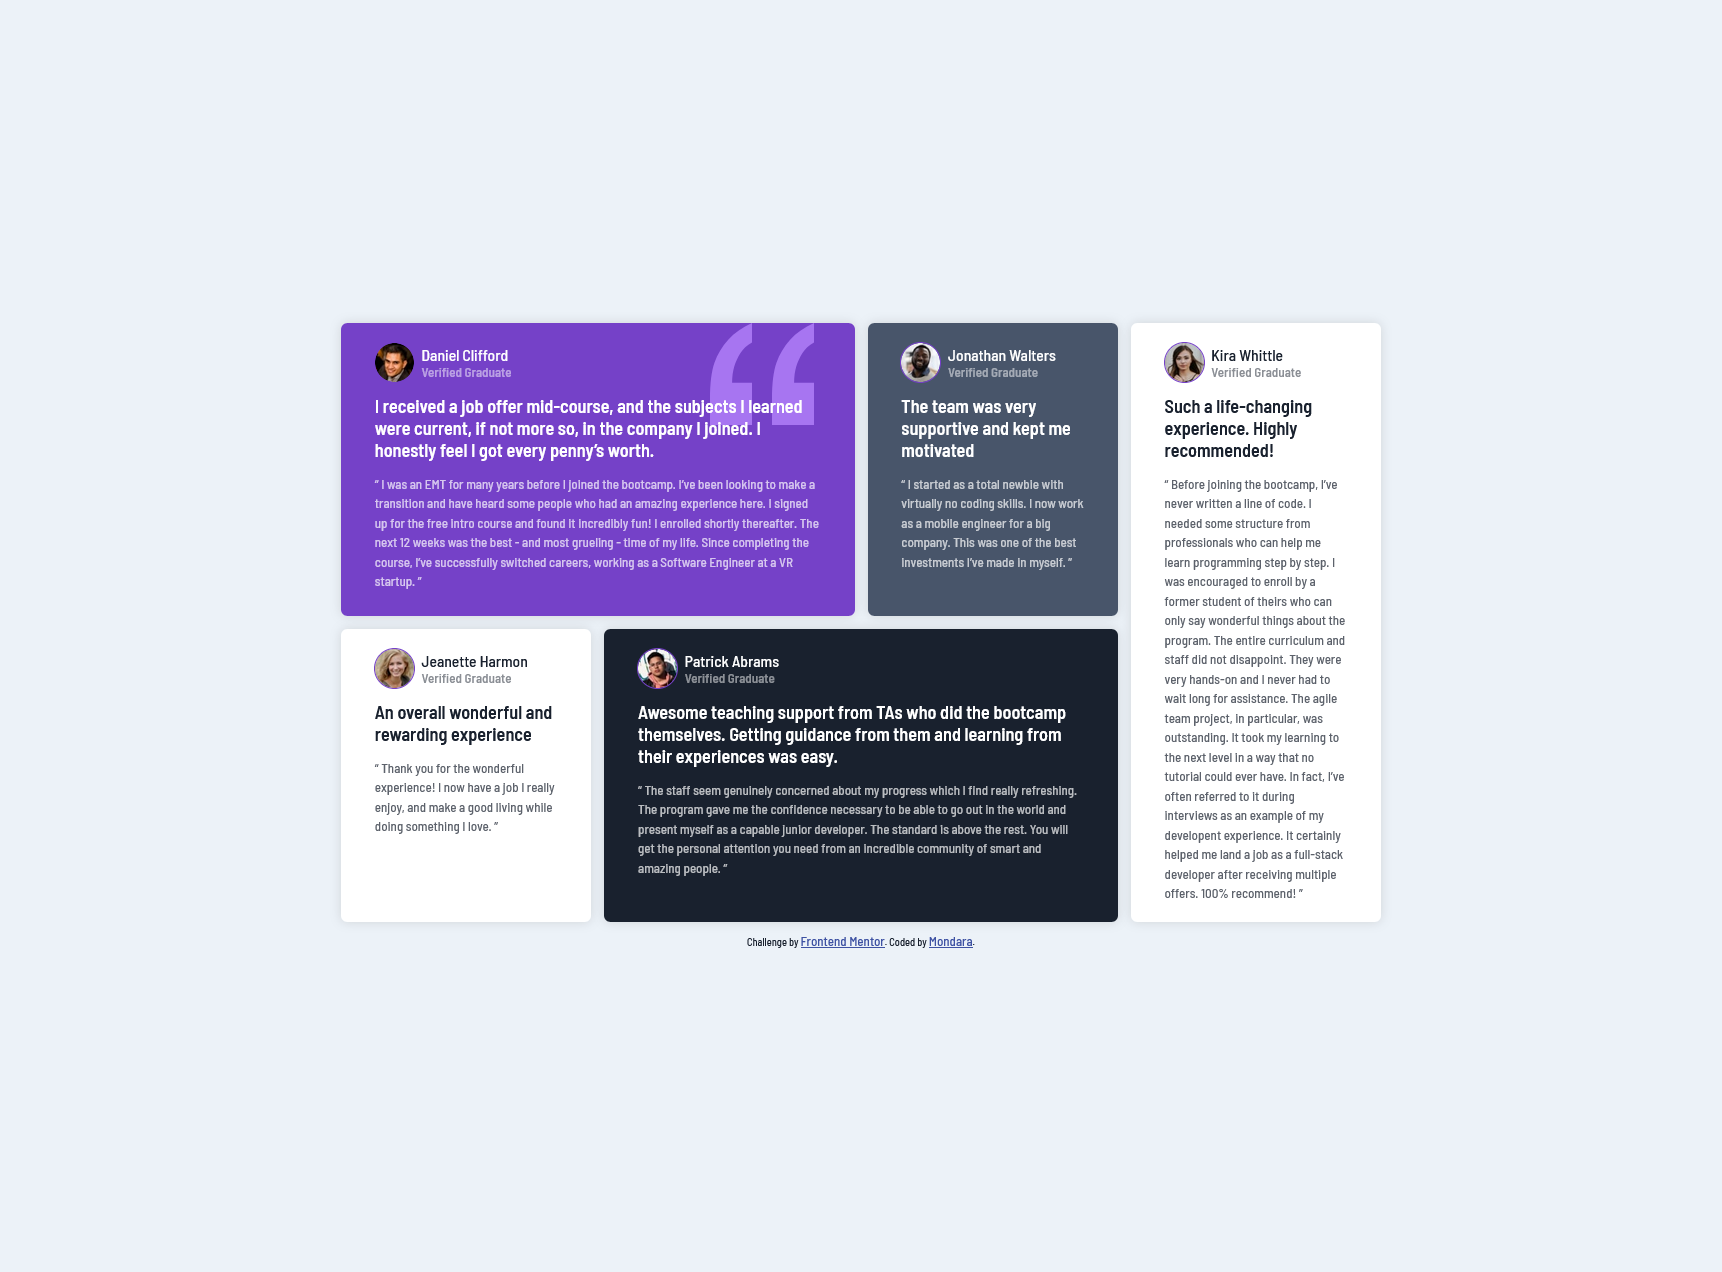 Daniel Clifford
Verified Graduate
I received a job offer mid-course, and the subjects I learned
were current, if not more so, in the company I joined. I
honestly feel I got every penny’s worth.
“ I was an EMT for many years before I joined the bootcamp. I’ve been looking to make a
transition and have heard some people who had an amazing experience here. I signed
up for the free intro course and found it incredibly fun! I enrolled shortly thereafter. The
next 12 weeks was the best - and most grueling - time of my life. Since completing the
course, I’ve successfully switched careers, working as a Software Engineer at a VR
startup. ”
Jonathan Walters
Verified Graduate
The team was very
supportive and kept me
motivated
“ I started as a total newbie with
virtually no coding skills. I now work
as a mobile engineer for a big
company. This was one of the best
investments I’ve made in myself. ”
Kira Whittle
Verified Graduate
Such a life-changing
experience. Highly
recommended!
“ Before joining the bootcamp, I’ve
never written a line of code. I
needed some structure from
professionals who can help me
learn programming step by step. I
was encouraged to enroll by a
former student of theirs who can
only say wonderful things about the
program. The entire curriculum and
staff did not disappoint. They were
very hands-on and I never had to
wait long for assistance. The agile
team project, in particular, was
outstanding. It took my learning to
the next level in a way that no
tutorial could ever have. In fact, I’ve
often referred to it during
interviews as an example of my
developent experience. It certainly
helped me land a job as a full-stack
developer after receiving multiple
offers. 100% recommend! ”
Jeanette Harmon
Verified Graduate
An overall wonderful and
rewarding experience
“ Thank you for the wonderful
experience! I now have a job I really
enjoy, and make a good living while
doing something I love. ”
Patrick Abrams
Verified Graduate
Awesome teaching support from TAs who did the bootcamp
themselves. Getting guidance from them and learning from
their experiences was easy.
“ The staff seem genuinely concerned about my progress which I find really refreshing.
The program gave me the confidence necessary to be able to go out in the world and
present myself as a capable junior developer. The standard is above the rest. You will
get the personal attention you need from an incredible community of smart and
amazing people. ”
Challenge by Frontend Mentor. Coded by Mondara.